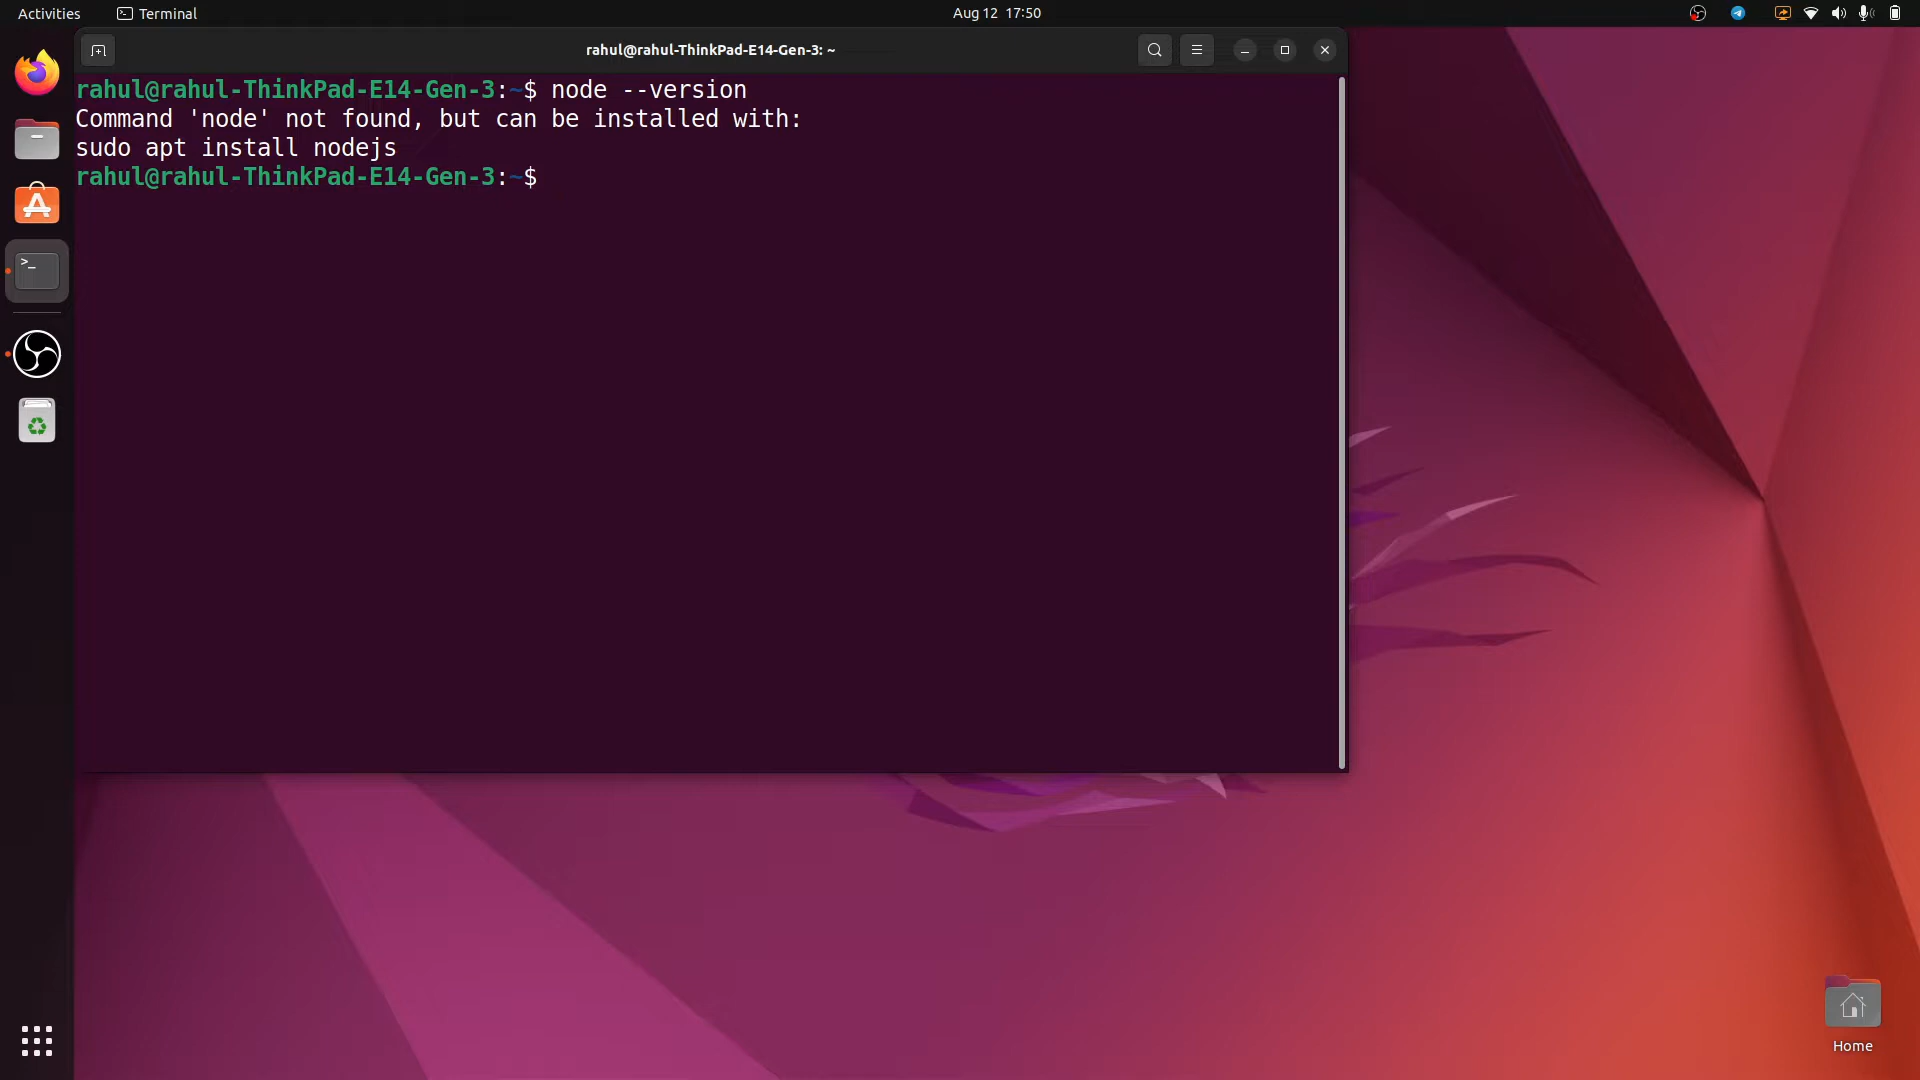 Activities Terminal Aug 12 17:50
rahul@rahul-ThinkPad-E14-Gen-3: ~
rahul@rahul-ThinkPad-E14-Gen-3:~$ node --version
Command 'node' not found, but can be installed with:
sudo apt install nodejs
rahul@rahul-ThinkPad-E14-Gen-3:~$
Home